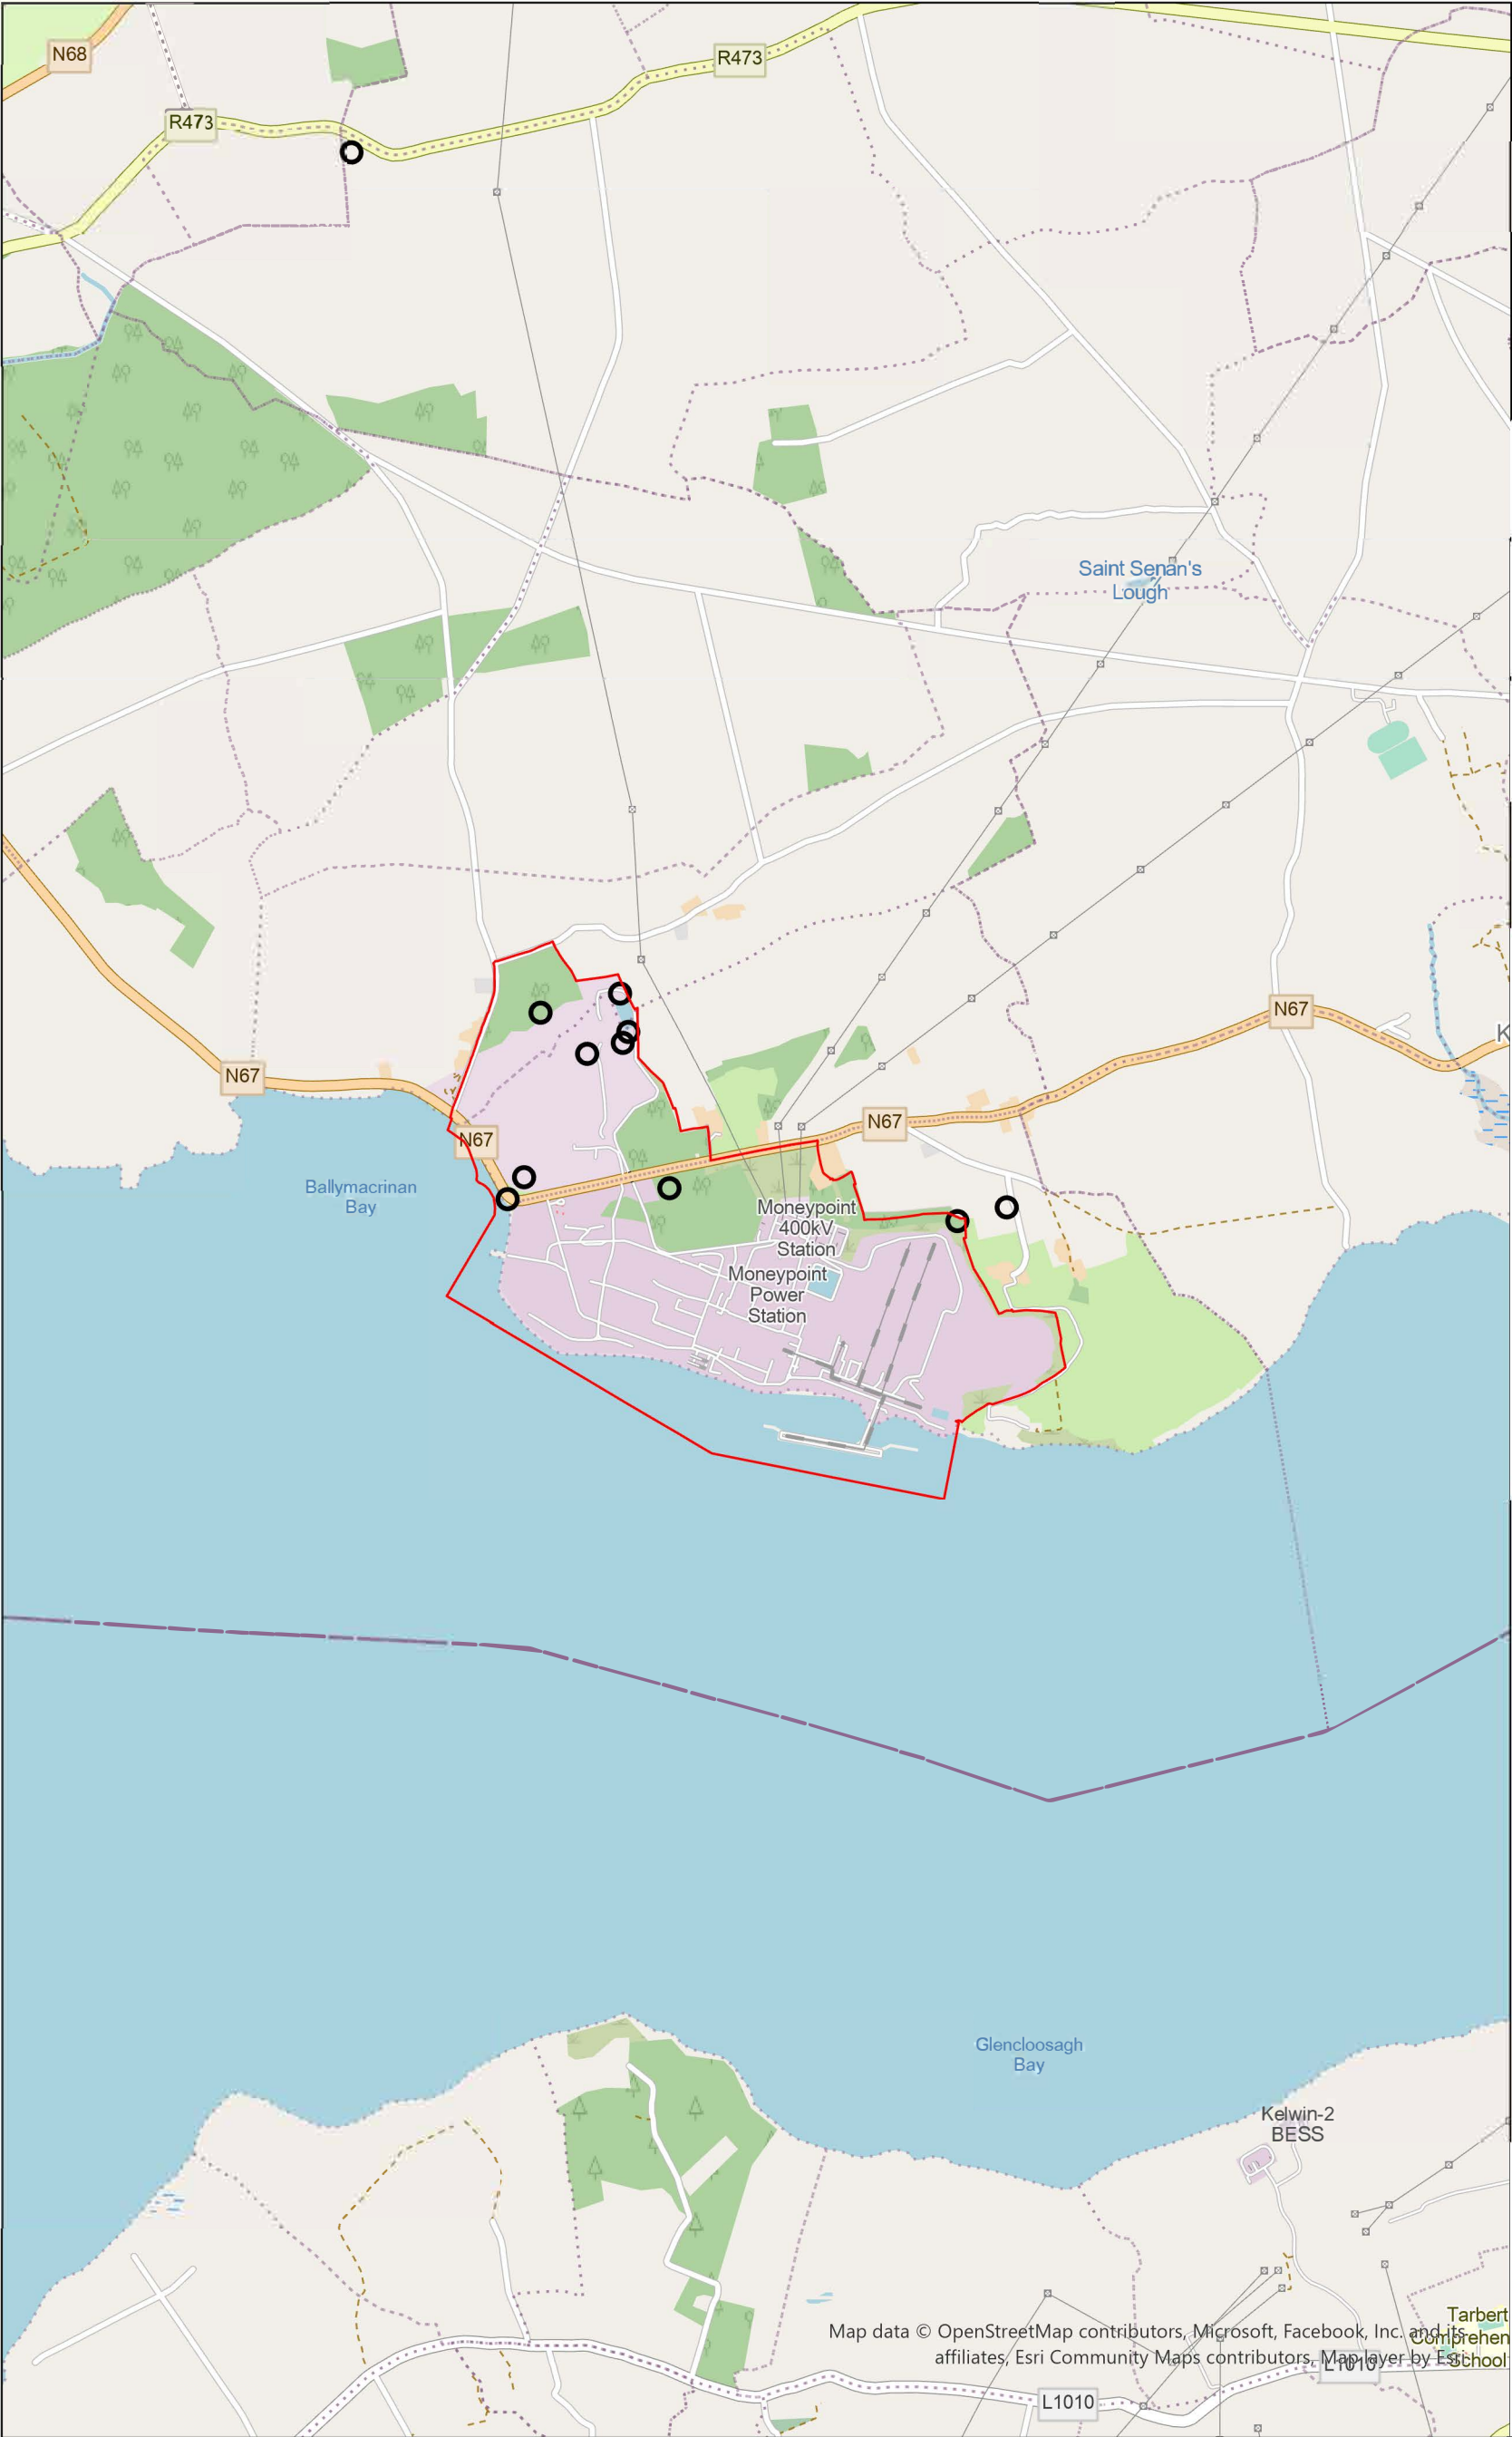 N68
R473
R473
Saint Senan's
Lough
N67
K
N67
N67
N67
Ballymacrinan
Bay
Moneypoint
400kV
Station
Moneypoint
Power
Station
Glencloosagh
Bay
Kelwin-2
BESS
Tarbert
Comprehen
School
Map data © OpenStreetMap contributors, Microsoft, Facebook, Inc. and its
affiliates, Esri Community Maps contributors, Map layer by Esri
L1010
L1010